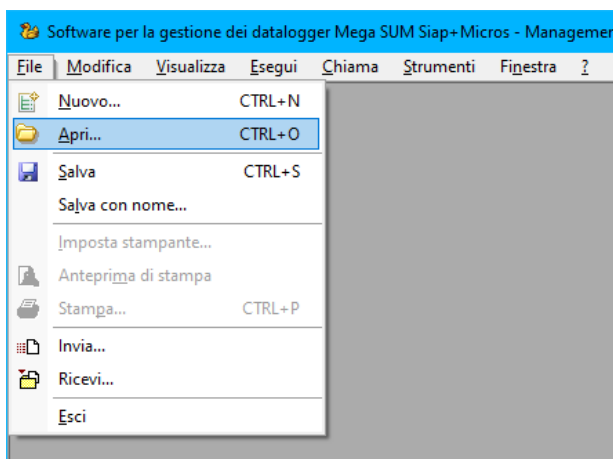 Software per la gestione dei datalogger Mega SUM Siap+Micros - Managemen
File Modifica Visualizza Esegui Chiama Strumenti Finestra ?
Nuovo... CTRL+N
Apri... CTRL+O
Salva CTRL+S
Salva con nome...
Imposta stampante...
Anteprima di stampa
Stampa... CTRL+P
Invia...
Ricevi...
Esci